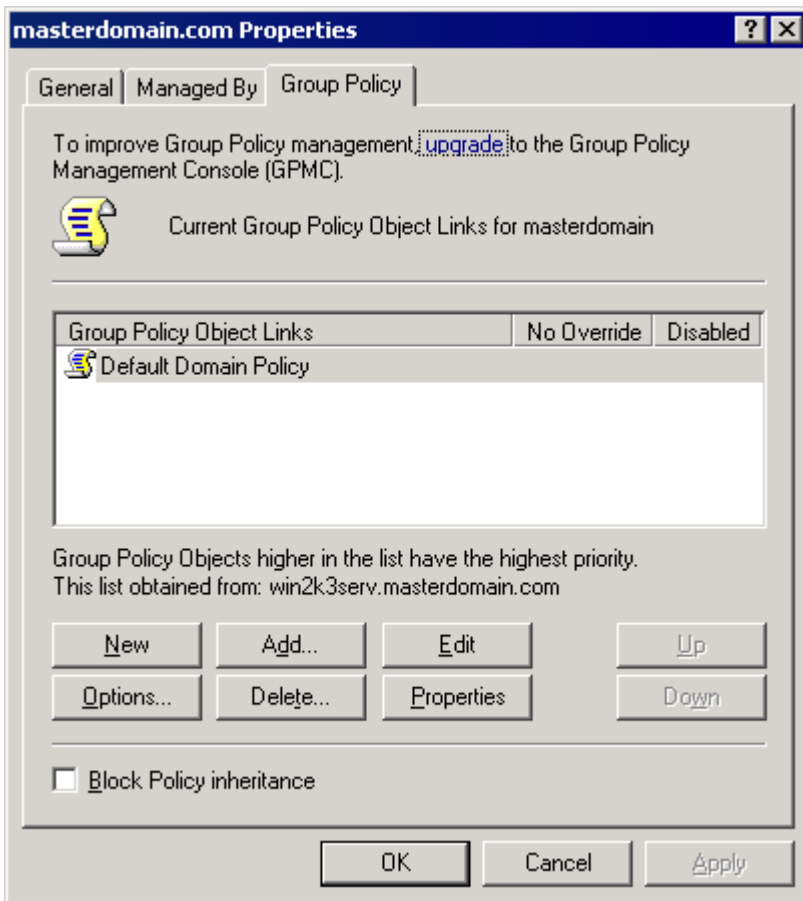 masterdomain.com Properties
General Managed By Group Policy
To improve Group Policy management, upgrade to the Group Policy
Management Console (GPMC).
Current Group Policy Object Links for masterdomain
Group Policy Object Links No Override Disabled
Default Domain Policy
Group Policy Objects higher in the list have the highest priority.
This list obtained from: win2k3serv.masterdomain.com
New Add... Edit Up
Options... Delete... Properties Down
Block Policy inheritance
OK Cancel Apply